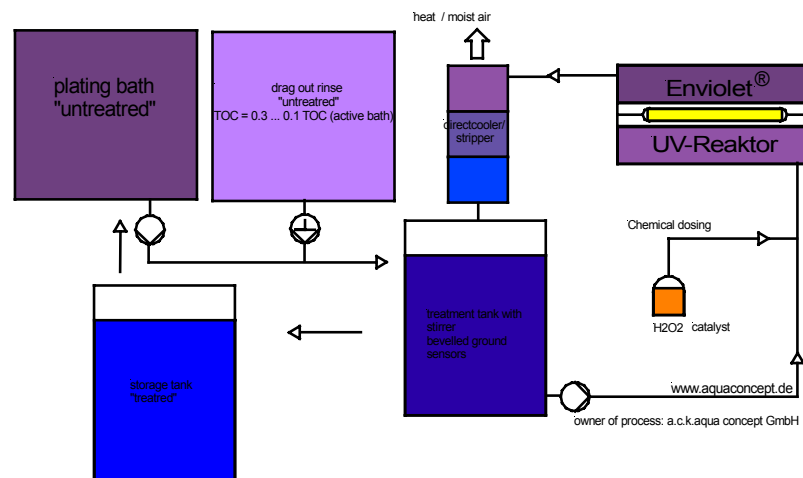 heat / moist air
plating bath
"untreatred"
drag out rinse
"untreatred"
TOC = 0.3 ... 0.1 TOC (active bath)
directcooler/
stripper
Enviolet®
UV-Reaktor
Chemical dosing
H2O2 catalyst
treatment tank with
stirrer
bevelled ground
sensors
storage tank
"treatred"
www.aquaconcept.de
owner of process: a.c.k.aqua concept GmbH